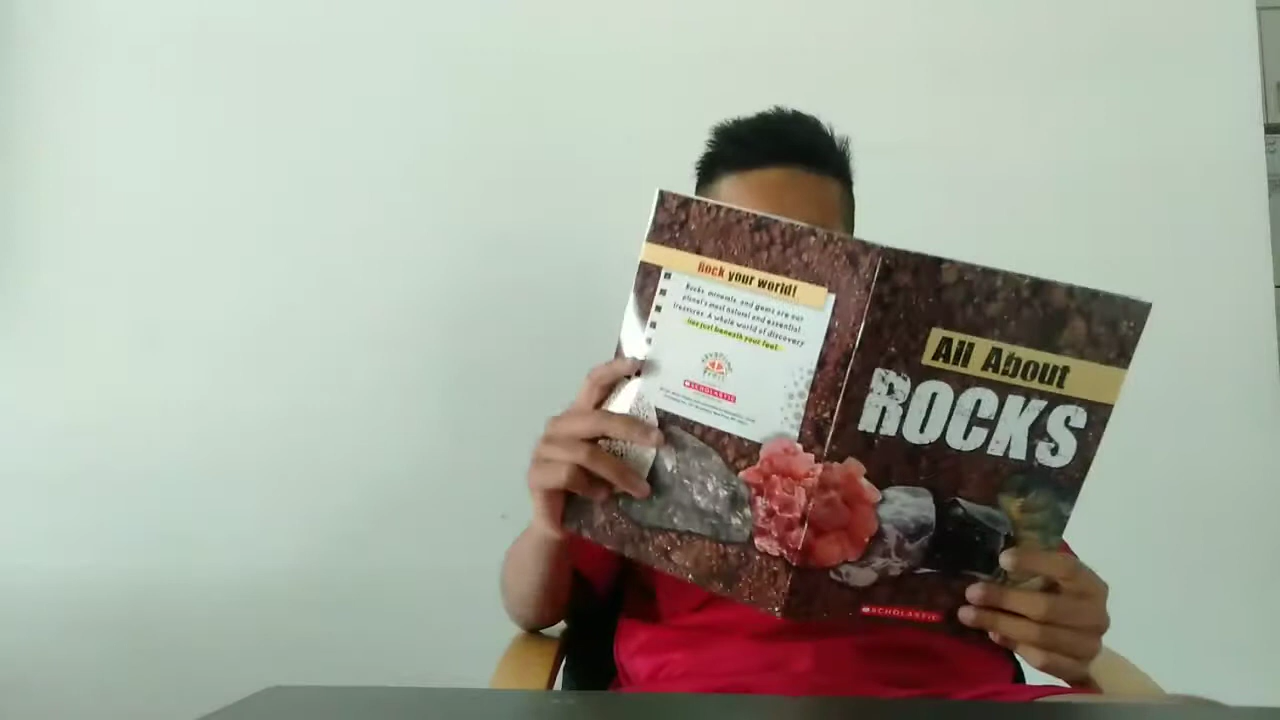 Rock your world!
Rocks, minerals, and gems are our
planet's most natural and essential
treasures. A whole world of discovery
lies just beneath your feet.
SCHOLASTIC
All About
ROCKS
SCHOLASTIC